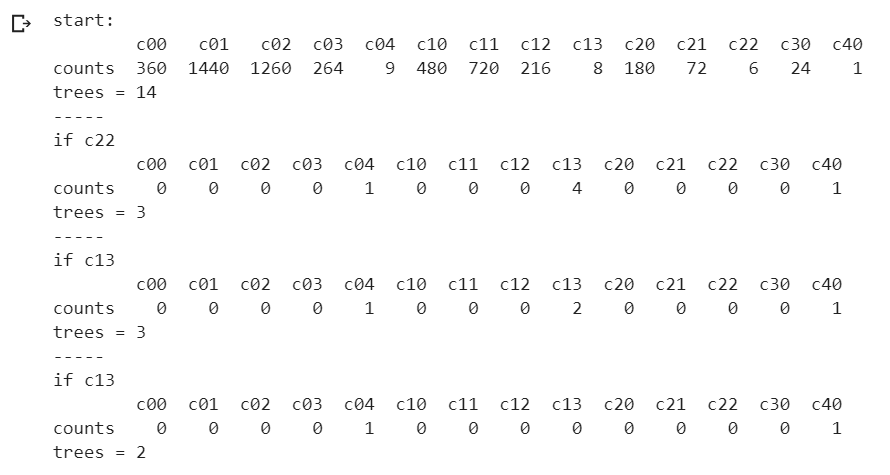 start:
c00 c01 c02 c03 c04 c10 c11 c12 c13 c20 c21 c22 c30 c40
counts 360 1440 1260 264 9 480 720 216 8 180 72 6 24 1
trees = 14
-----
if c22
c00 c01 c02 c03 c04 c10 c11 c12 c13 c20 c21 c22 c30 c40
counts 0 0 0 0 1 0 0 0 4 0 0 0 0 1
trees = 3
-----
if c13
c00 c01 c02 c03 c04 c10 c11 c12 c13 c20 c21 c22 c30 c40
counts 0 0 0 0 1 0 0 0 2 0 0 0 0 1
trees = 3
-----
if c13
c00 c01 c02 c03 c04 c10 c11 c12 c13 c20 c21 c22 c30 c40
counts 0 0 0 0 1 0 0 0 0 0 0 0 0 1
trees = 2